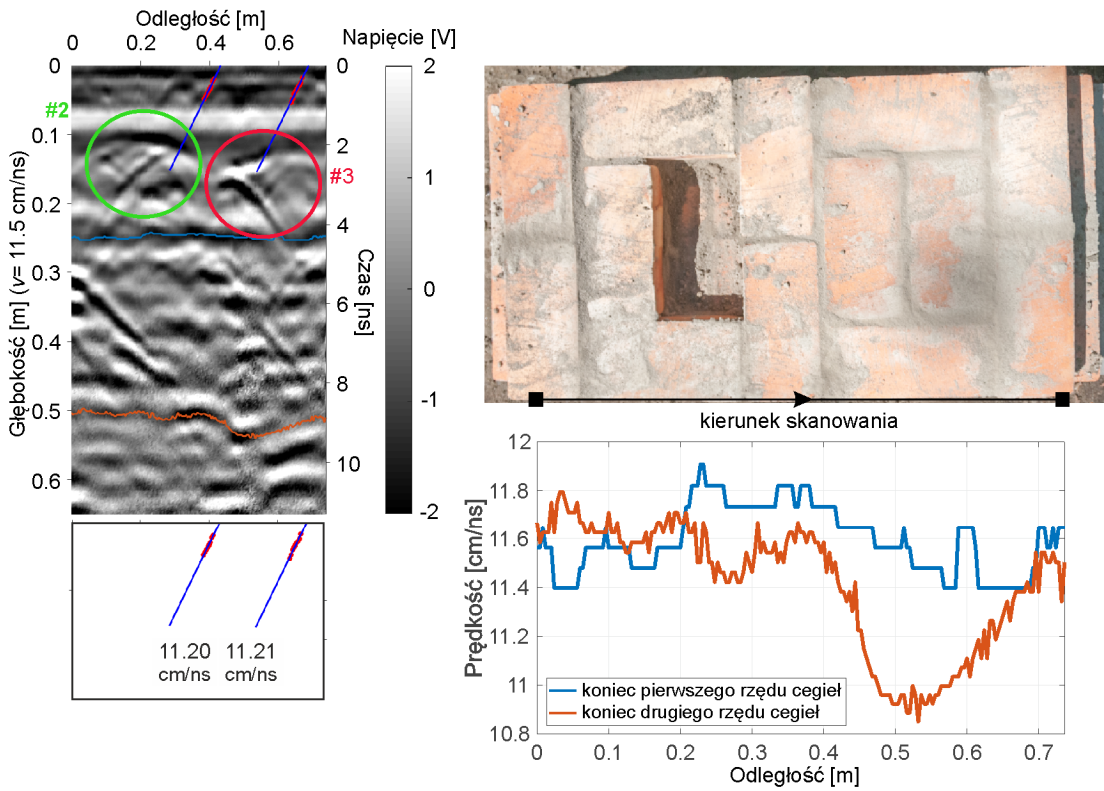 Odległość [m]
0 0.2 0.4 0.6
Napięcie [V]
0
0.1
0.2
0.3
0.4
0.5
0.6
Głębokość [m] (v= 11.5 cm/ns)
#2
#3
0
2
4
6
8
10
Czas [ns]
2
1
0
-1
-2
11.20
cm/ns
11.21
cm/ns
kierunek skanowania
12
11.8
11.6
11.4
11.2
11
10.8
Prędkość [cm/ns]
koniec pierwszego rzędu cegieł
koniec drugiego rzędu cegieł
0 0.1 0.2 0.3 0.4 0.5 0.6 0.7
Odległość [m]